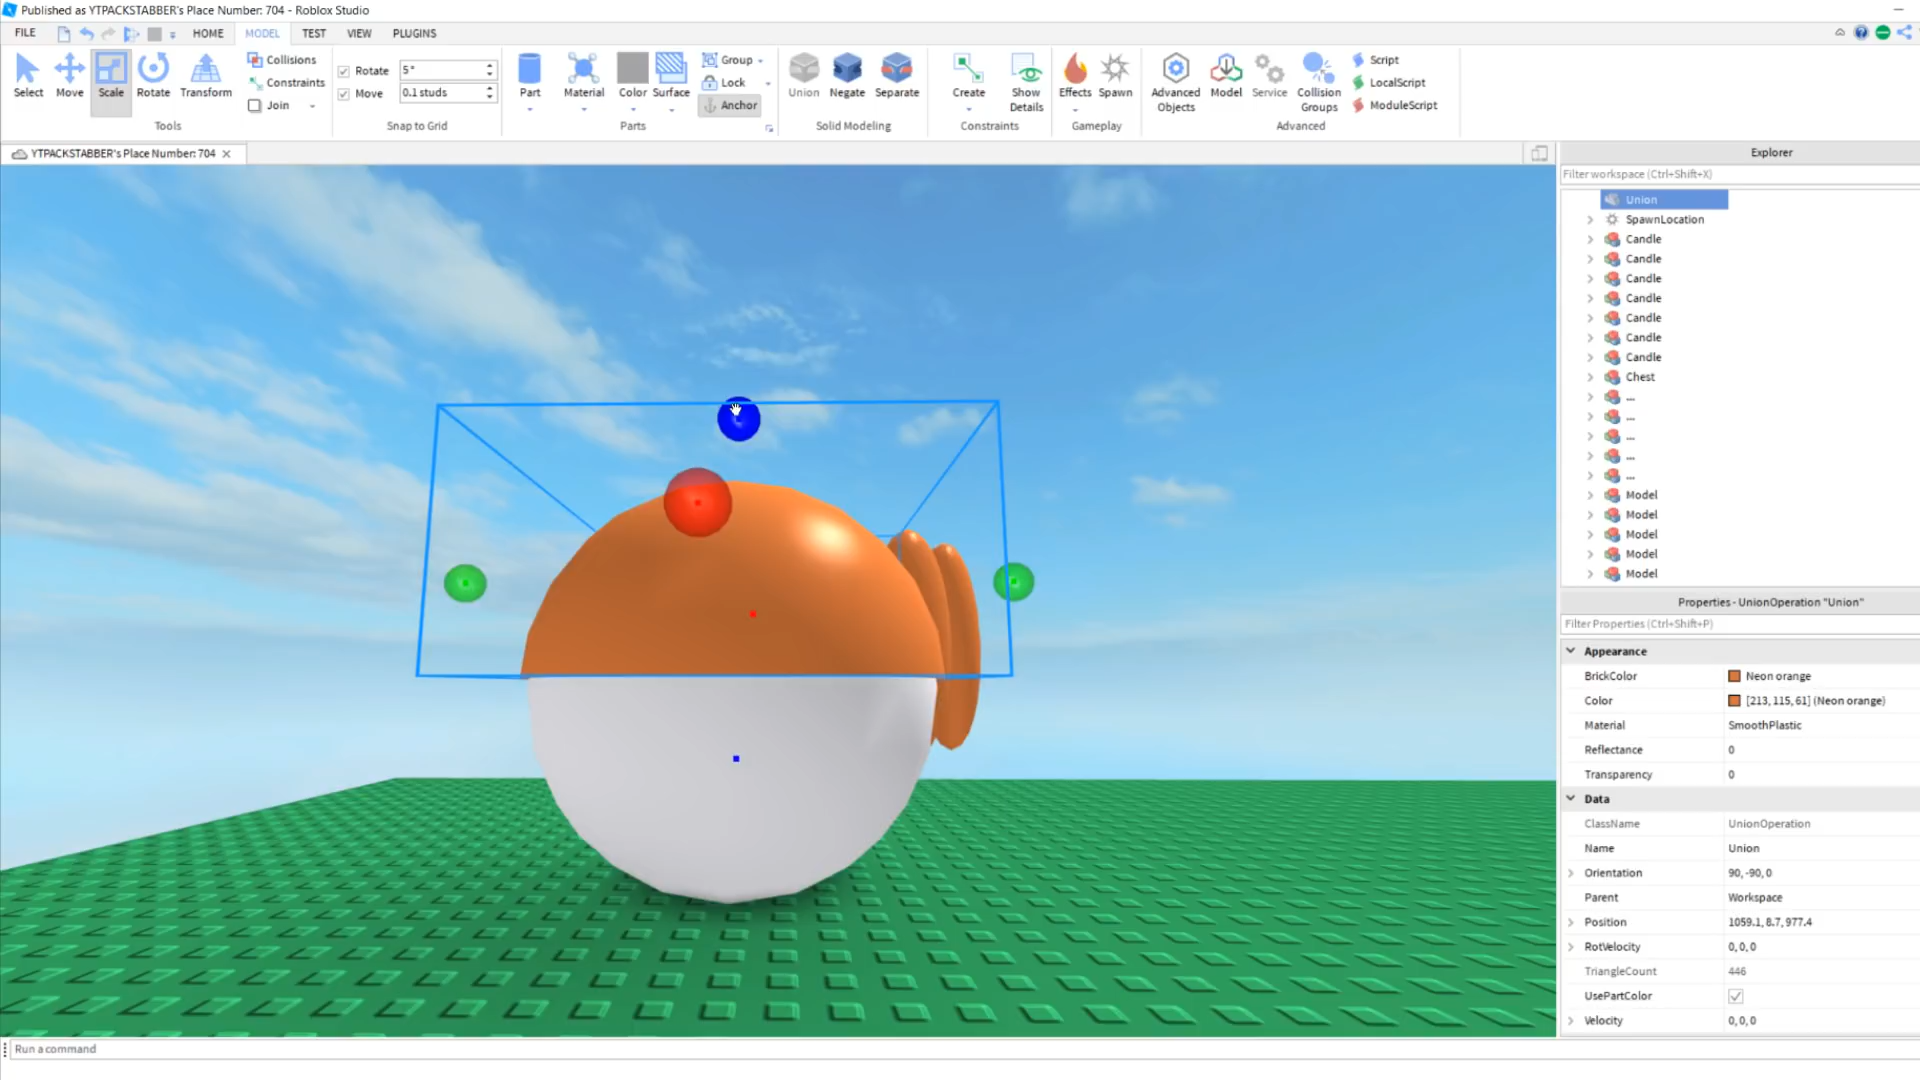 Published as YTPACKSTABBER's Place Number: 704 - Roblox Studio
FILE HOME MODEL TEST VIEW PLUGINS
Select Move Scale Rotate Transform
Collisions
Constraints
Join
Tools
Rotate 5°
Move 0.1 studs
Snap to Grid
Part Material Color Surface
Group
Lock
Anchor
Parts
Union Negate Separate
Solid Modeling
Create Show Details
Constraints
Effects Spawn
Gameplay
Advanced Objects Model Service Collision Groups
Script
LocalScript
ModuleScript
Advanced
YTPACKSTABBER's Place Number: 704
Explorer
Filter workspace (Ctrl+Shift+X)
Union
SpawnLocation
Candle
Candle
Candle
Candle
Candle
Candle
Candle
Chest
...
...
...
...
...
Model
Model
Model
Model
Model
Properties - UnionOperation "Union"
Filter Properties (Ctrl+Shift+P)
Appearance
BrickColor Neon orange
Color [213, 115, 61] (Neon orange)
Material SmoothPlastic
Reflectance 0
Transparency 0
Data
ClassName UnionOperation
Name Union
Orientation 90, -90, 0
Parent Workspace
Position 1059.1, 8.7, 977.4
RotVelocity 0, 0, 0
TriangleCount 446
UsePartColor
Velocity 0, 0, 0
Run a command